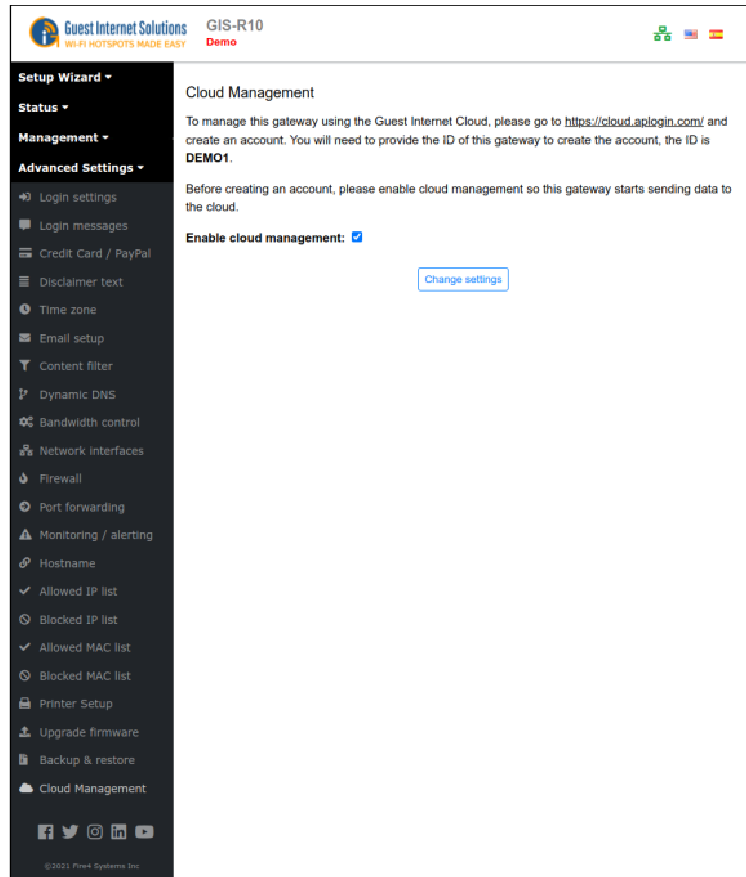 Guest Internet Solutions
WI-FI HOTSPOTS MADE EASY
GIS-R10
Demo
Setup Wizard
Status
Management
Advanced Settings
Login settings
Login messages
Credit Card / PayPal
Disclaimer text
Time zone
Email setup
Content filter
Dynamic DNS
Bandwidth control
Network interfaces
Firewall
Port forwarding
Monitoring / alerting
Hostname
Allowed IP list
Blocked IP list
Allowed MAC list
Blocked MAC list
Printer Setup
Upgrade firmware
Backup & restore
Cloud Management
©2021 Fire4 Systems Inc
Cloud Management
To manage this gateway using the Guest Internet Cloud, please go to https://cloud.aplogin.com/ and
create an account. You will need to provide the ID of this gateway to create the account, the ID is
DEMO1.
Before creating an account, please enable cloud management so this gateway starts sending data to
the cloud.
Enable cloud management:
Change settings